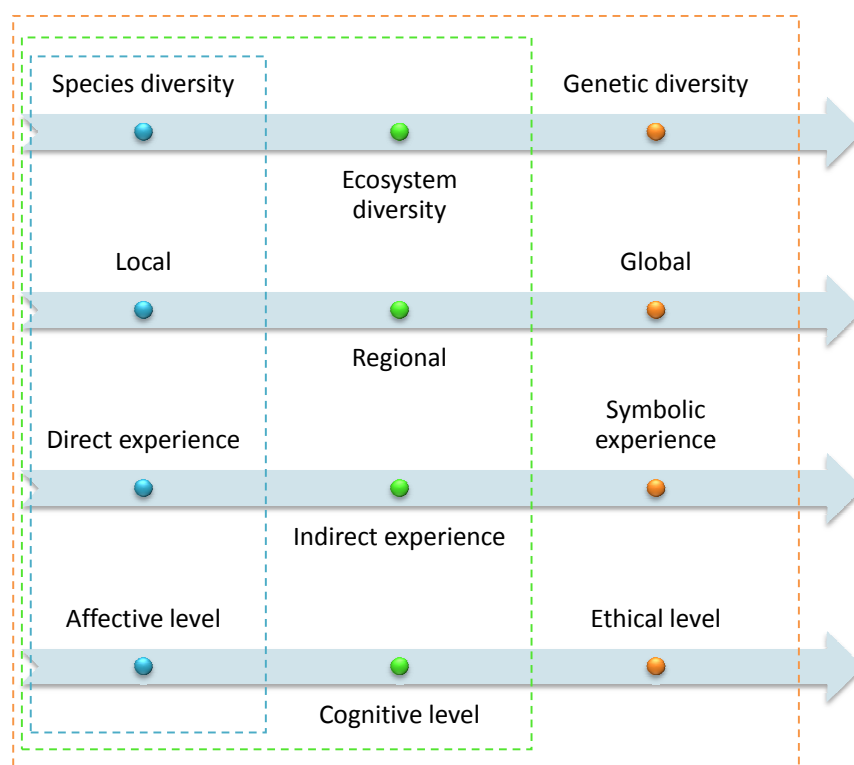 Species diversity
Genetic diversity
Ecosystem
diversity
Local
Global
Regional
Direct experience
Symbolic
experience
Indirect experience
Affective level
Ethical level
Cognitive level